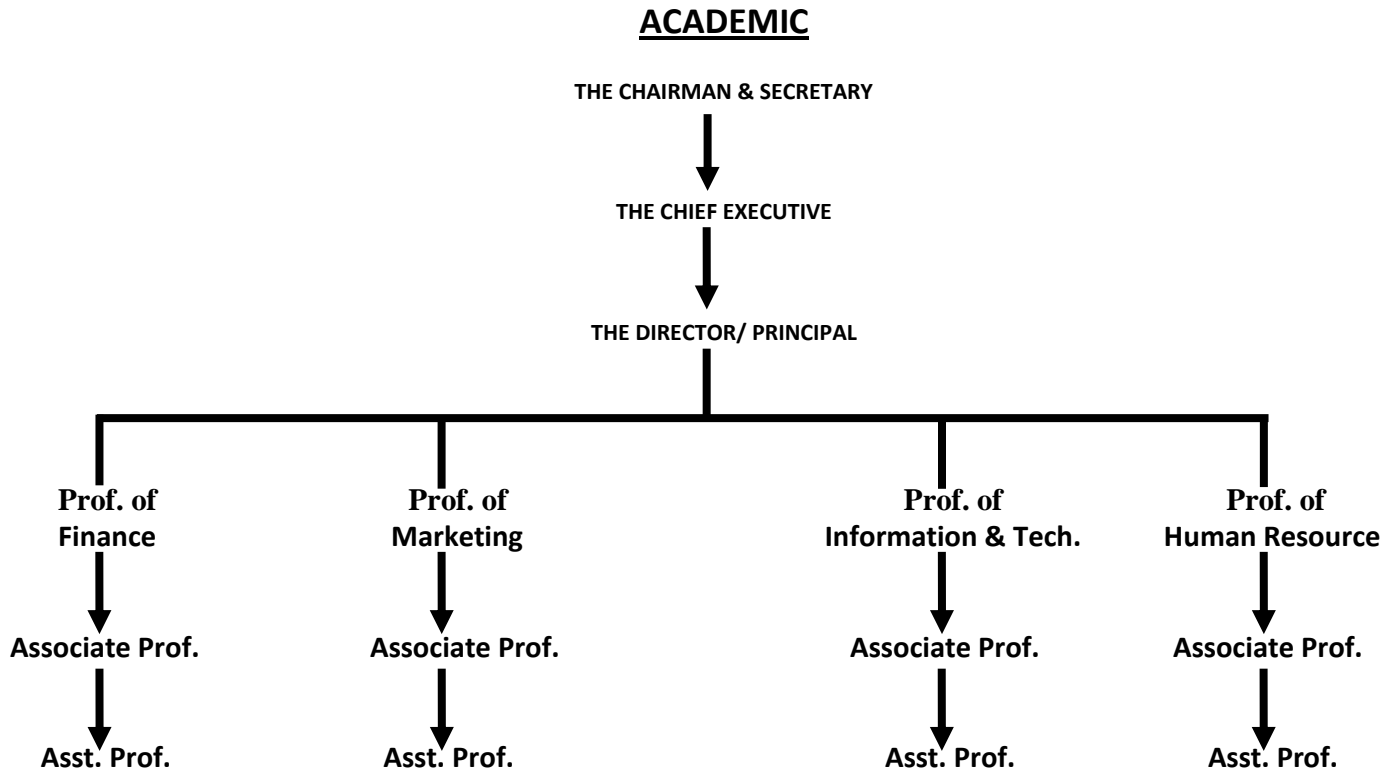 ACADEMIC
THE CHAIRMAN & SECRETARY
THE CHIEF EXECUTIVE
THE DIRECTOR/ PRINCIPAL
Prof. of
Finance
Prof. of
Marketing
Prof. of
Information & Tech.
Prof. of
Human Resource
Associate Prof.
Associate Prof.
Associate Prof.
Associate Prof.
Asst. Prof.
Asst. Prof.
Asst. Prof.
Asst. Prof.